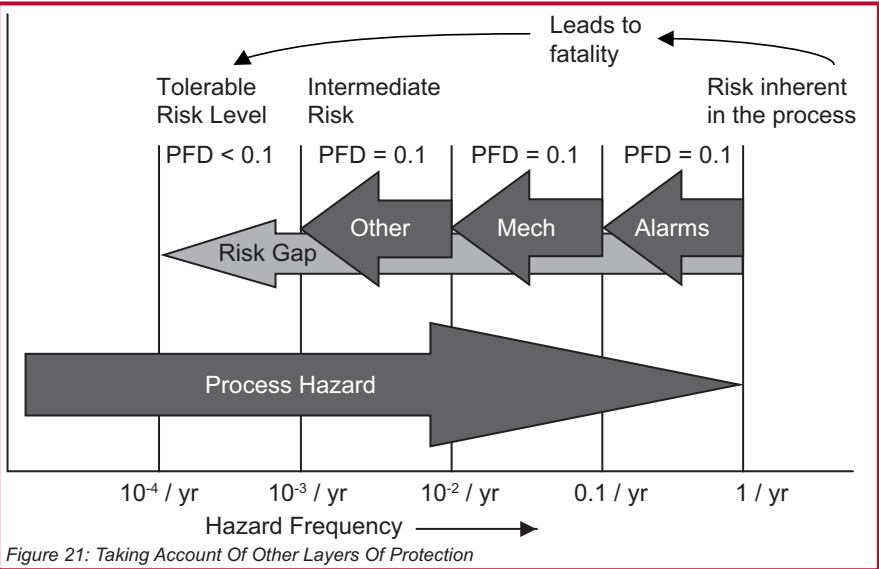 Leads to
fatality
Tolerable
Risk Level
Intermediate
Risk
Risk inherent
in the process
PFD < 0.1
PFD = 0.1
PFD = 0.1
PFD = 0.1
Other
Mech
Alarms
Risk Gap
Process Hazard
10⁻⁴ / yr
10⁻³ / yr
10⁻² / yr
0.1 / yr
1 / yr
Hazard Frequency
Figure 21: Taking Account Of Other Layers Of Protection